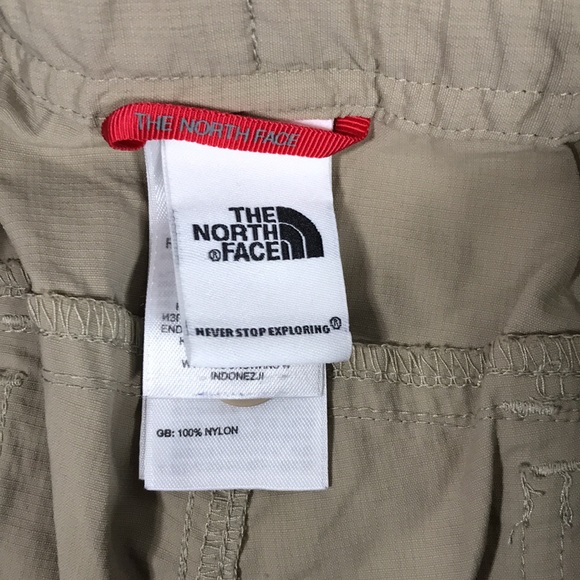 THE NORTH FACE
THE
NORTH
®FACE
NEVER STOP EXPLORING®
INDONEZJI
GB: 100% NYLON